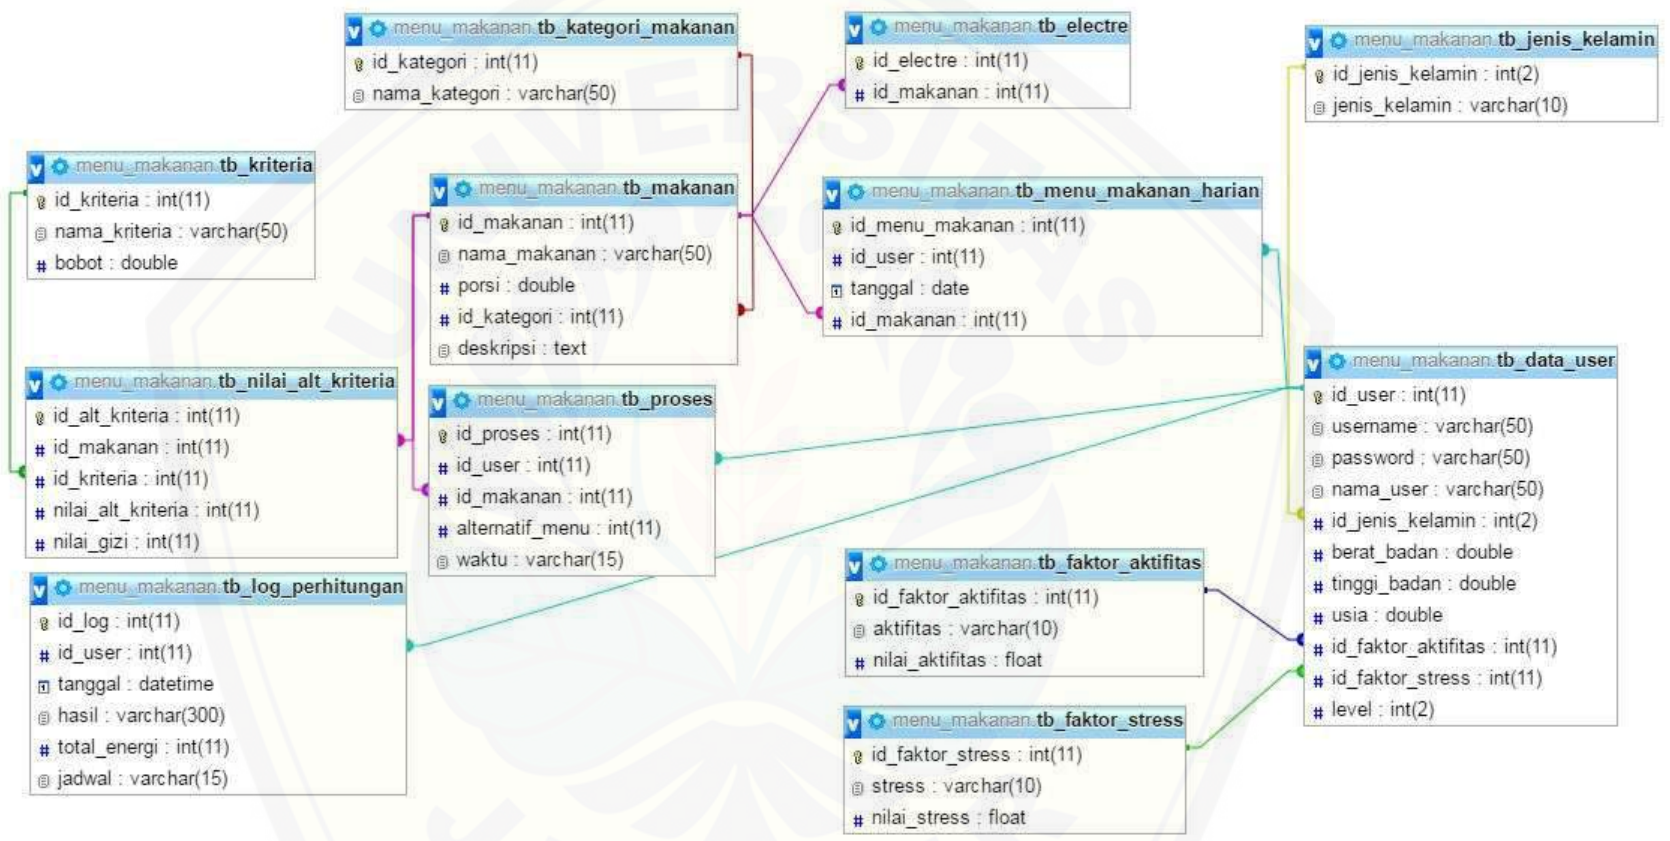 menu_makanan.tb_kategori_makanan
id_kategori : int(11)
nama_kategori : varchar(50)
menu_makanan.tb_electre
id_electre : int(11)
id_makanan : int(11)
menu_makanan.tb_jenis_kelamin
id_jenis_kelamin : int(2)
jenis_kelamin : varchar(10)
menu_makanan.tb_kriteria
id_kriteria : int(11)
nama_kriteria : varchar(50)
bobot : double
menu_makanan.tb_makanan
id_makanan : int(11)
nama_makanan : varchar(50)
porsi : double
id_kategori : int(11)
deskripsi : text
menu_makanan.tb_menu_makanan_harian
id_menu_makanan : int(11)
id_user : int(11)
tanggal : date
id_makanan : int(11)
menu_makanan.tb_nilai_alt_kriteria
id_alt_kriteria : int(11)
id_makanan : int(11)
id_kriteria : int(11)
nilai_alt_kriteria : int(11)
nilai_gizi : int(11)
menu_makanan.tb_proses
id_proses : int(11)
id_user : int(11)
id_makanan : int(11)
alternatif_menu : int(11)
waktu : varchar(15)
menu_makanan.tb_data_user
id_user : int(11)
username : varchar(50)
password : varchar(50)
nama_user : varchar(50)
id_jenis_kelamin : int(2)
berat_badan : double
tinggi_badan : double
usia : double
id_faktor_aktifitas : int(11)
id_faktor_stress : int(11)
level : int(2)
menu_makanan.tb_log_perhitungan
id_log : int(11)
id_user : int(11)
tanggal : datetime
hasil : varchar(300)
total_energi : int(11)
jadwal : varchar(15)
menu_makanan.tb_faktor_aktifitas
id_faktor_aktifitas : int(11)
aktifitas : varchar(10)
nilai_aktifitas : float
menu_makanan.tb_faktor_stress
id_faktor_stress : int(11)
stress : varchar(10)
nilai_stress : float
UNIVERSITAS